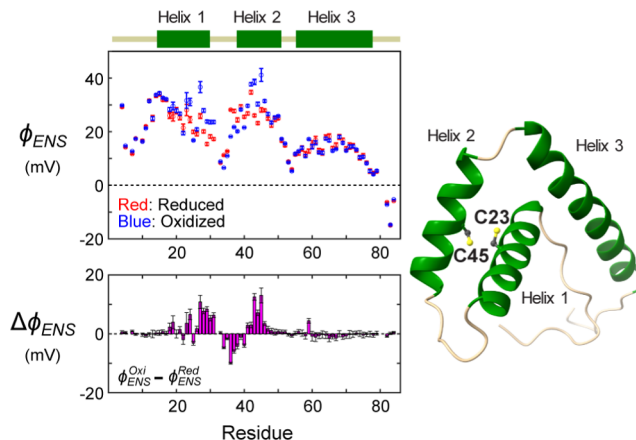 Helix 1 Helix 2 Helix 3
40
20
0
-20
ϕENS
(mV)
Red: Reduced
Blue: Oxidized
20
0
-20
ΔϕENS
(mV)
ϕENS^Oxi − ϕENS^Red
20 40 60 80
Residue
Helix 2
Helix 3
C23
C45
Helix 1